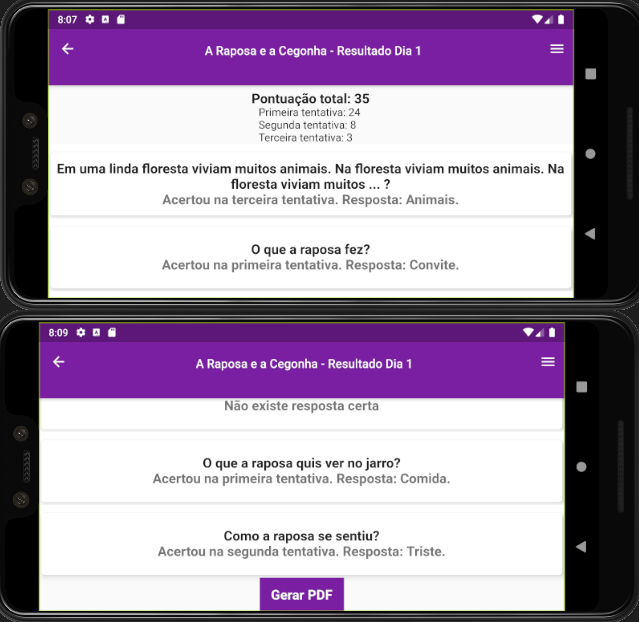 8:07
A Raposa e a Cegonha - Resultado Dia 1
Pontuação total: 35
Primeira tentativa: 24
Segunda tentativa: 8
Terceira tentativa: 3
Em uma linda floresta viviam muitos animais. Na floresta viviam muitos animais. Na
floresta viviam muitos ... ?
Acertou na terceira tentativa. Resposta: Animais.
O que a raposa fez?
Acertou na primeira tentativa. Resposta: Convite.
8:09
A Raposa e a Cegonha - Resultado Dia 1
Não existe resposta certa
O que a raposa quis ver no jarro?
Acertou na primeira tentativa. Resposta: Comida.
Como a raposa se sentiu?
Acertou na segunda tentativa. Resposta: Triste.
Gerar PDF